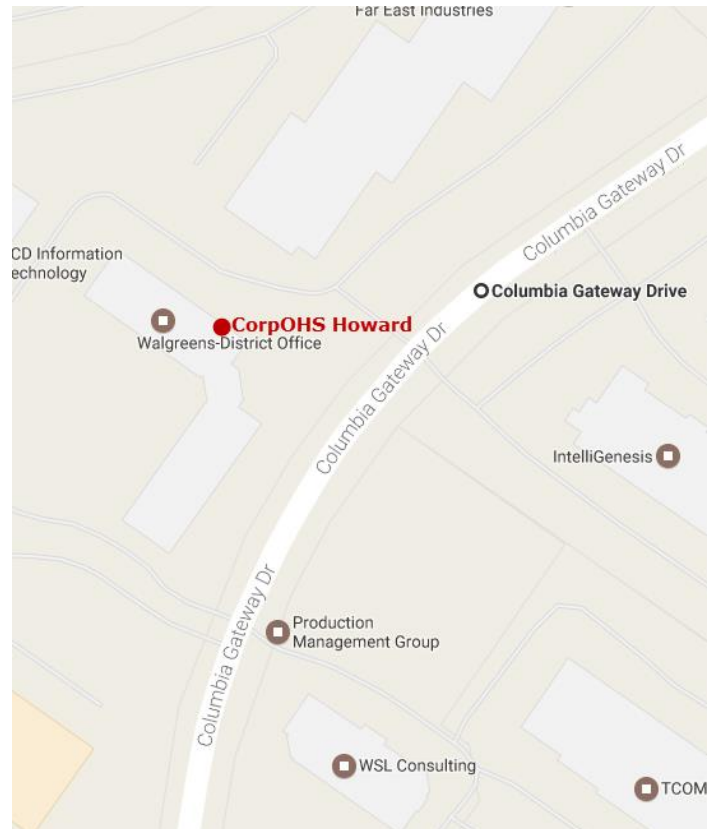 Far East Industries
Columbia Gateway Dr
CD Information
echnology
Columbia Gateway Drive
CorpOHS Howard
Walgreens-District Office
Columbia Gateway Dr
IntelliGenesis
Columbia Gateway Dr
Production
Management Group
WSL Consulting
TCOM